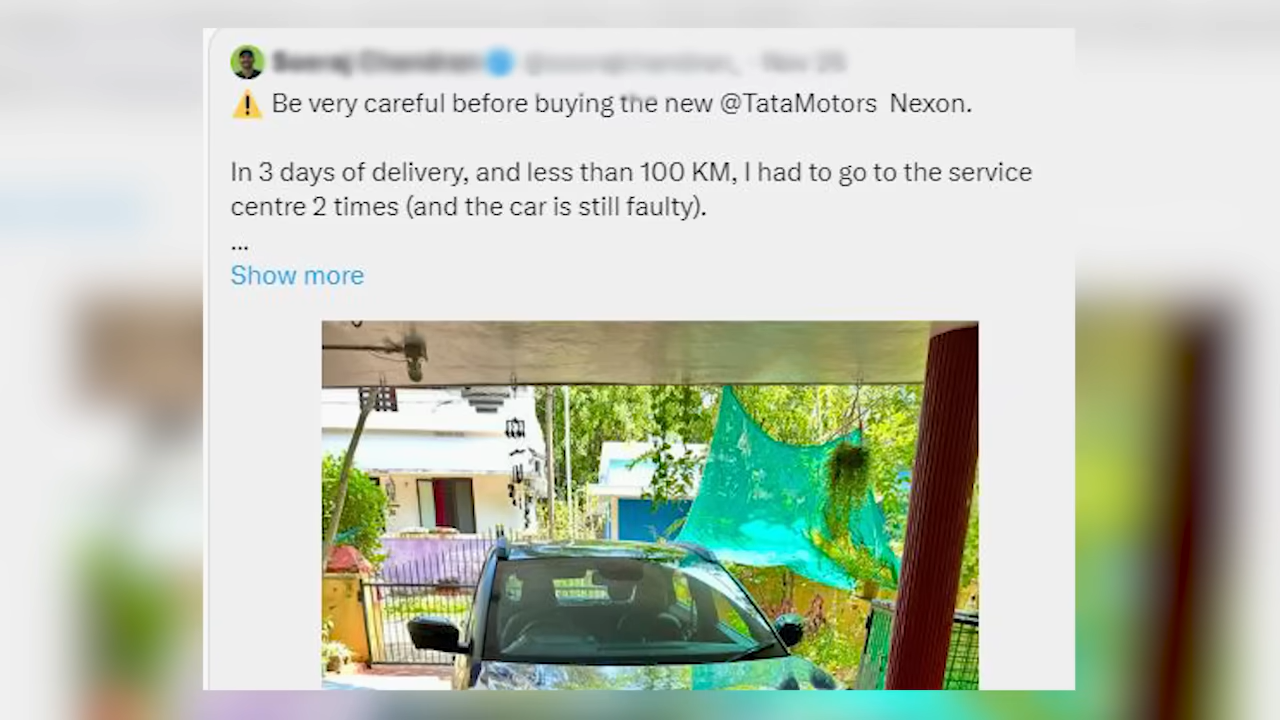 ⚠️ Be very careful before buying the new @TataMotors Nexon.
In 3 days of delivery, and less than 100 KM, I had to go to the service
centre 2 times (and the car is still faulty).
...
Show more